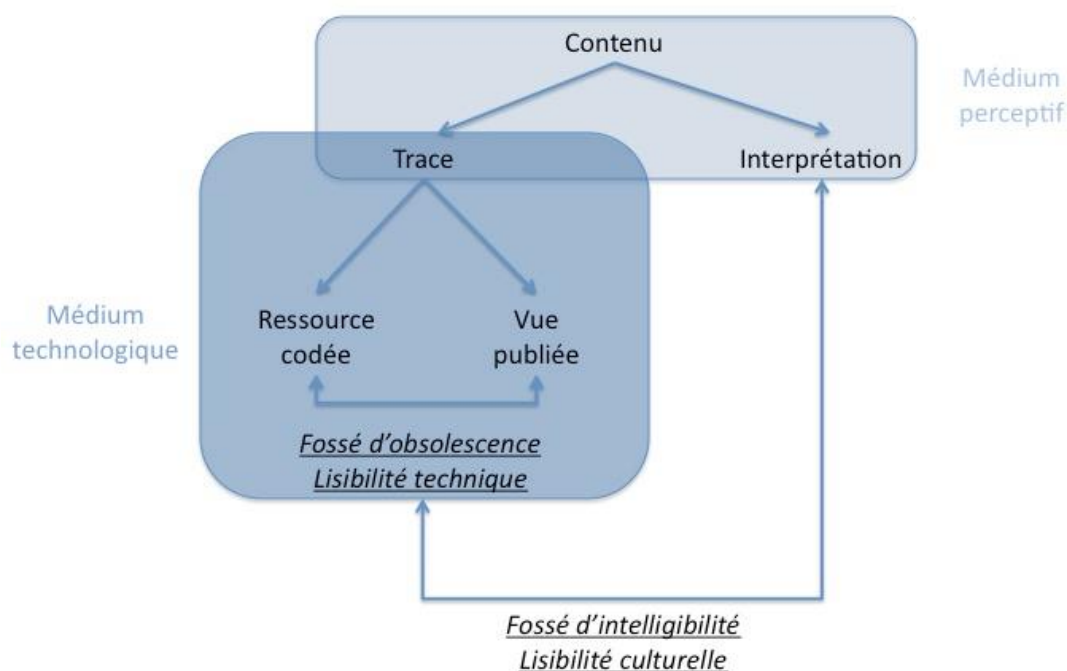 Contenu
Médium
perceptif
Trace
Interprétation
Médium
technologique
Ressource
codée
Vue
publiée
Fossé d'obsolescence
Lisibilité technique
Fossé d'intelligibilité
Lisibilité culturelle